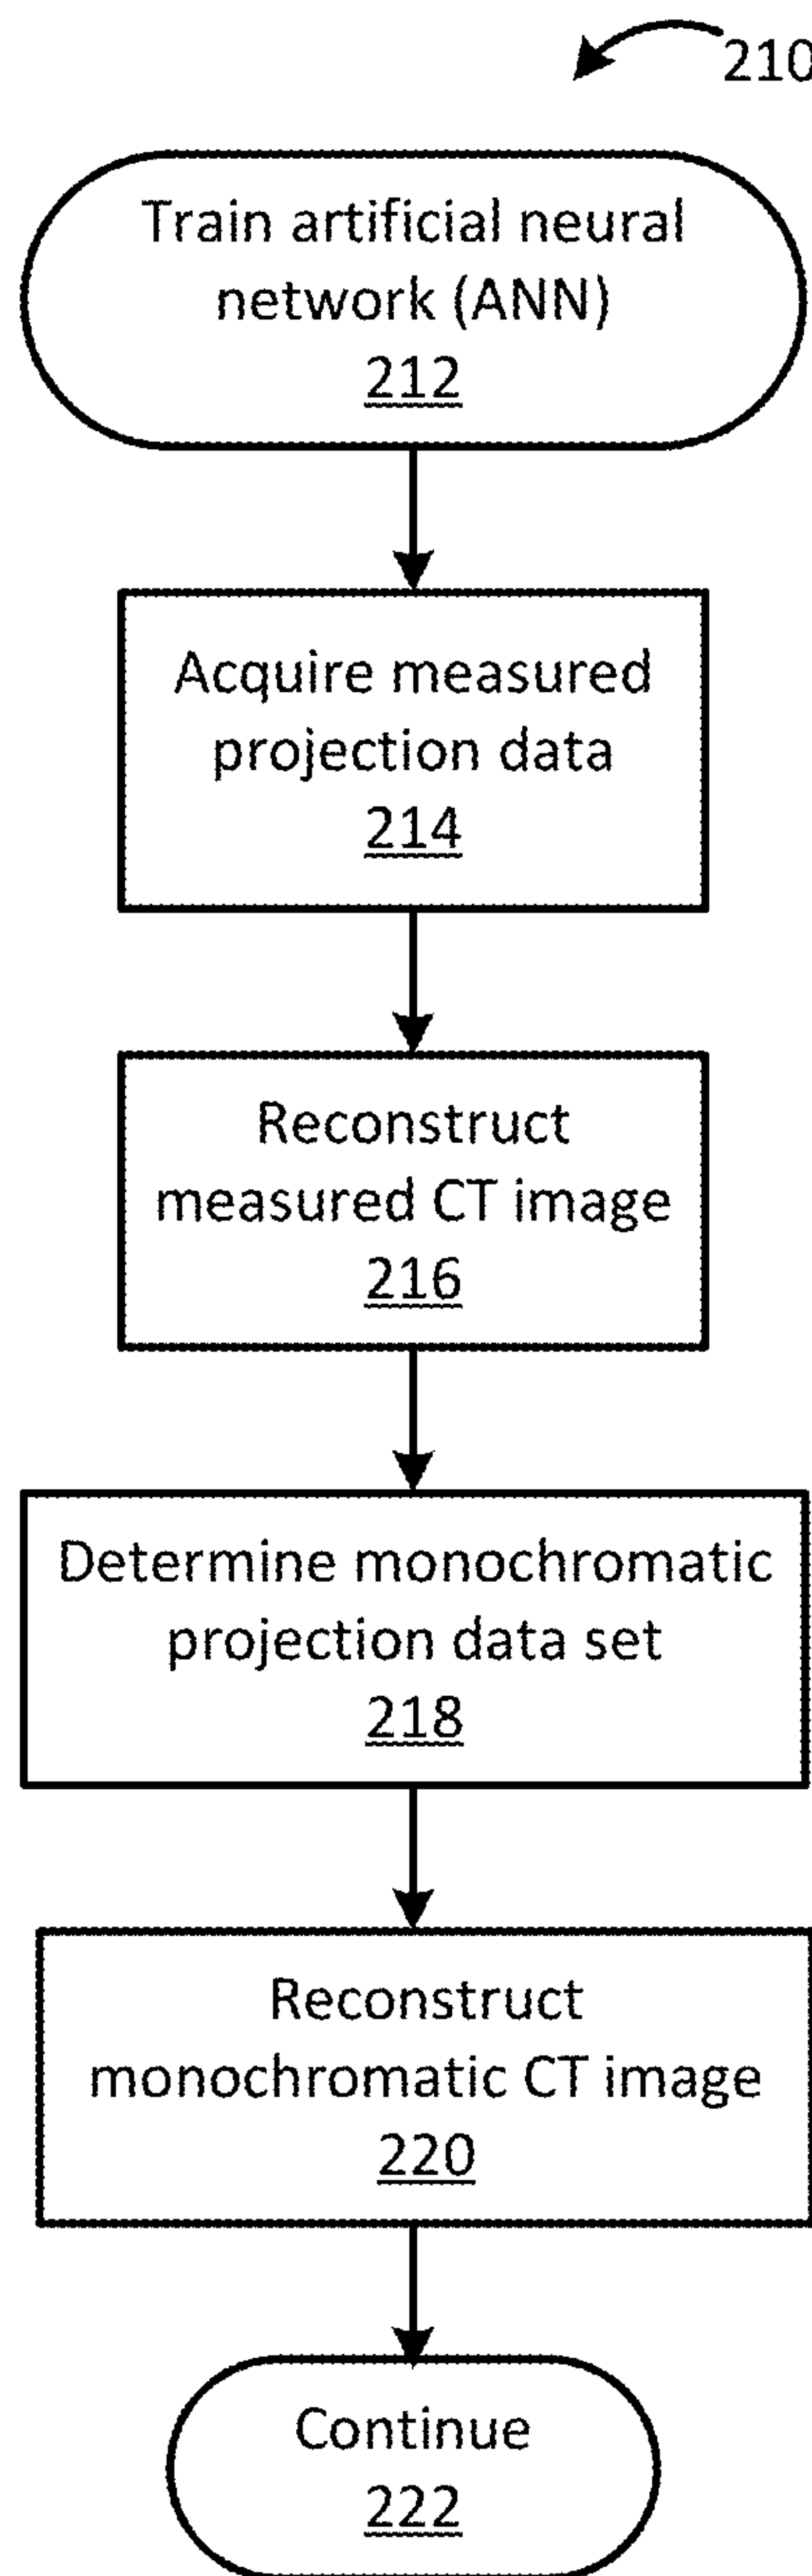 210
Train artificial neural
network (ANN)
212
Acquire measured
projection data
214
Reconstruct
measured CT image
216
Determine monochromatic
projection data set
218
Reconstruct
monochromatic CT image
220
Continue
222